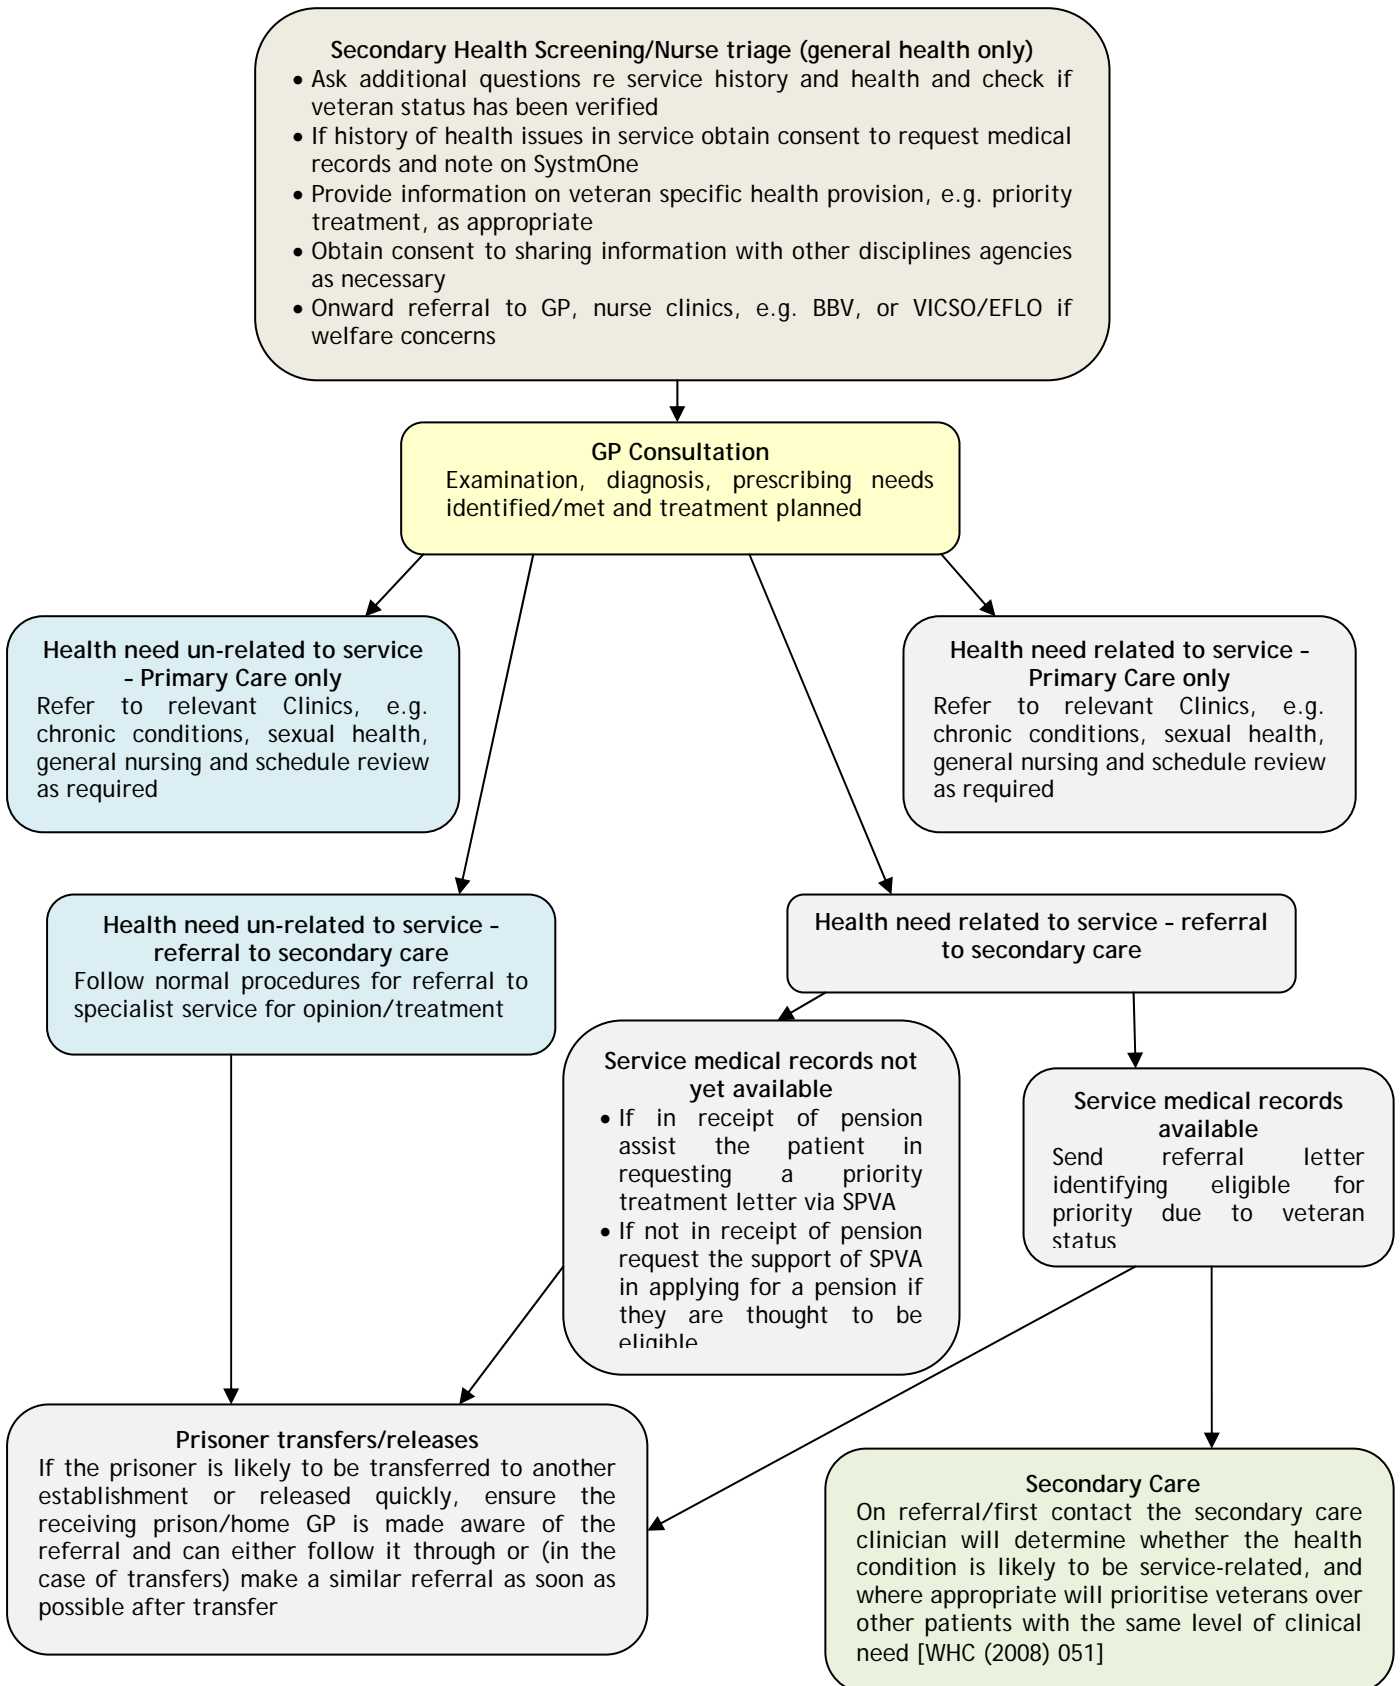 Secondary Health Screening/Nurse triage (general health only)
• Ask additional questions re service history and health and check if
veteran status has been verified
• If history of health issues in service obtain consent to request medical
records and note on SystmOne
• Provide information on veteran specific health provision, e.g. priority
treatment, as appropriate
• Obtain consent to sharing information with other disciplines agencies
as necessary
• Onward referral to GP, nurse clinics, e.g. BBV, or VICSO/EFLO if
welfare concerns
GP Consultation
Examination, diagnosis, prescribing needs
identified/met and treatment planned
Health need un-related to service
– Primary Care only
Refer to relevant Clinics, e.g.
chronic conditions, sexual health,
general nursing and schedule review
as required
Health need related to service –
Primary Care only
Refer to relevant Clinics, e.g.
chronic conditions, sexual health,
general nursing and schedule review
as required
Health need un-related to service –
referral to secondary care
Follow normal procedures for referral to
specialist service for opinion/treatment
Health need related to service – referral
to secondary care
Service medical records not
yet available
• If in receipt of pension
assist the patient in
requesting a priority
treatment letter via SPVA
• If not in receipt of pension
request the support of SPVA
in applying for a pension if
they are thought to be
eligible
Service medical records
available
Send referral letter
identifying eligible for
priority due to veteran
status
Prisoner transfers/releases
If the prisoner is likely to be transferred to another
establishment or released quickly, ensure the
receiving prison/home GP is made aware of the
referral and can either follow it through or (in the
case of transfers) make a similar referral as soon as
possible after transfer
Secondary Care
On referral/first contact the secondary care
clinician will determine whether the health
condition is likely to be service-related, and
where appropriate will prioritise veterans over
other patients with the same level of clinical
need [WHC (2008) 051]